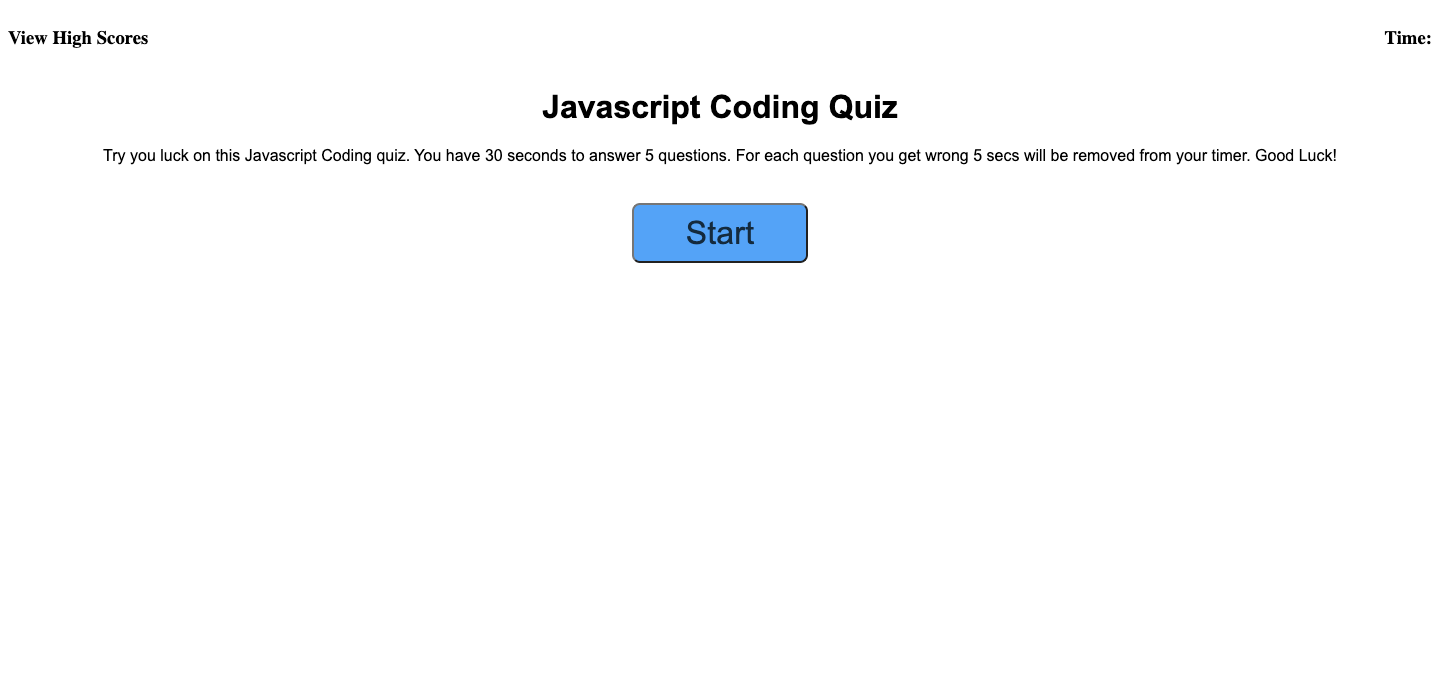 View High Scores
Time:
Javascript Coding Quiz
Try you luck on this Javascript Coding quiz. You have 30 seconds to answer 5 questions. For each question you get wrong 5 secs will be removed from your timer. Good Luck!
Start